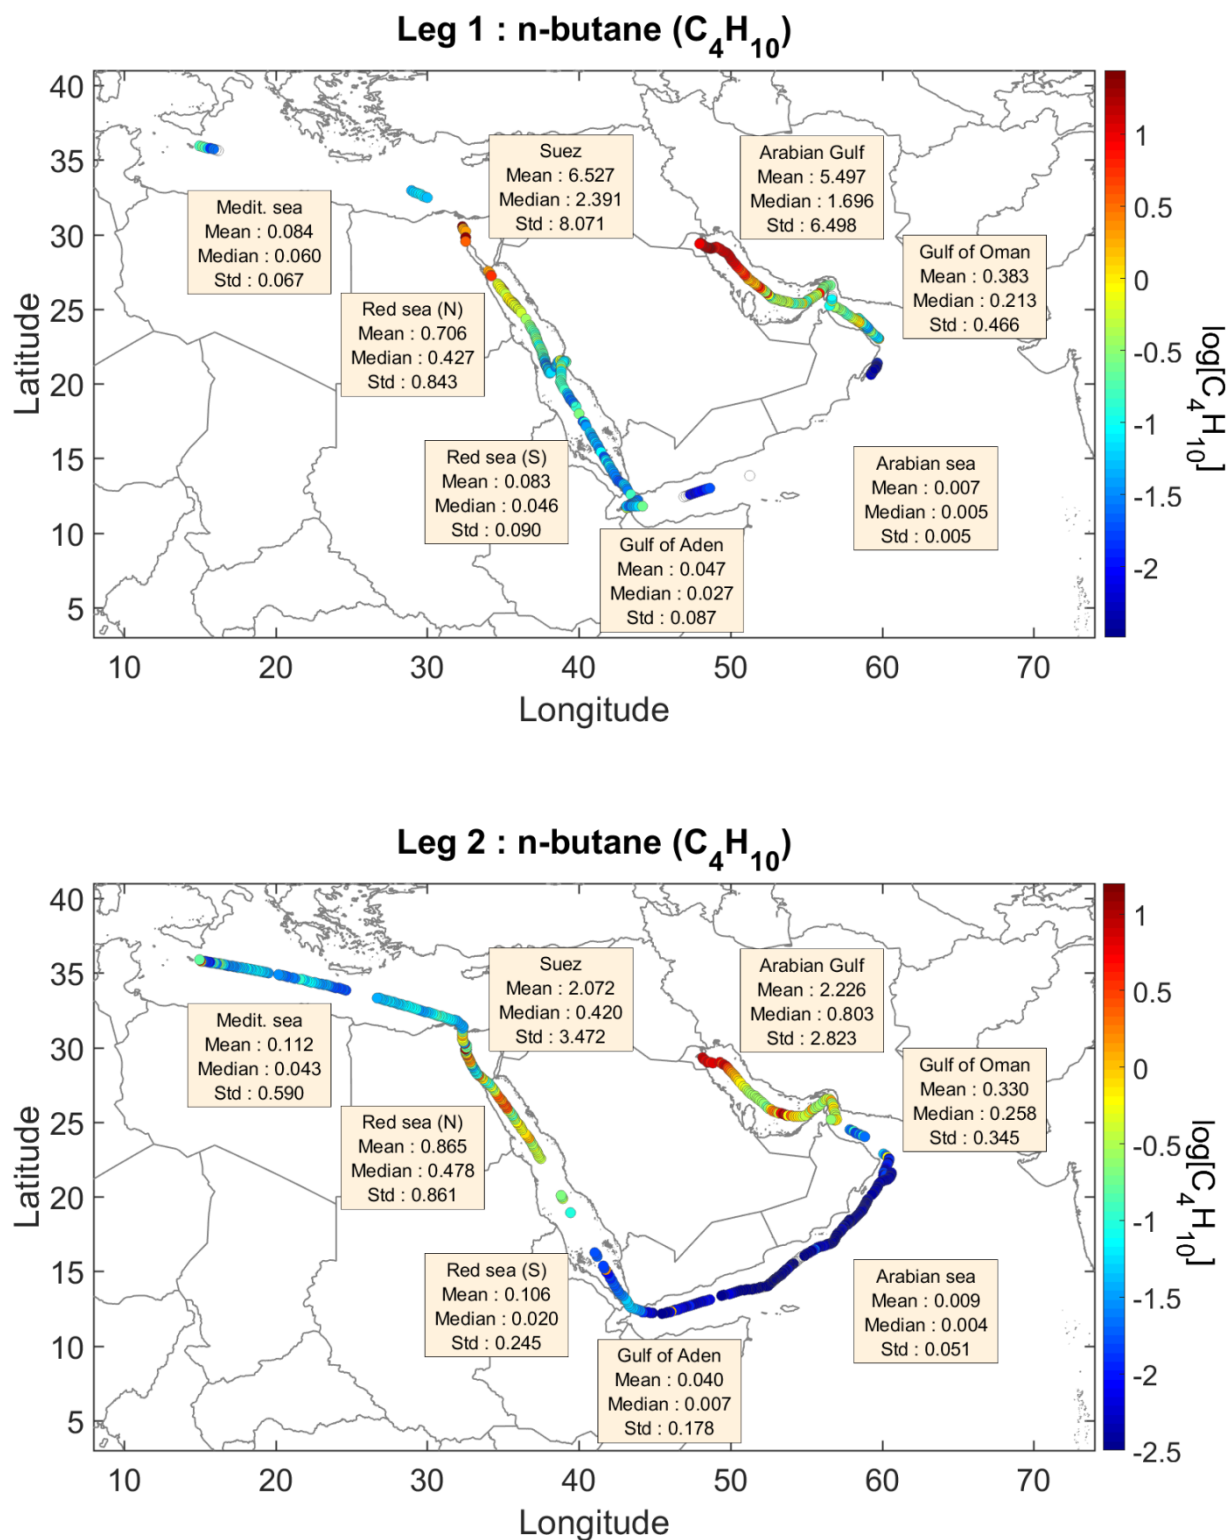 Leg 1 : n-butane (C4H10)
40
35
30
25
20
15
10
5
Latitude
10 20 30 40 50 60 70
Longitude
Medit. sea
Mean : 0.084
Median : 0.060
Std : 0.067
Suez
Mean : 6.527
Median : 2.391
Std : 8.071
Arabian Gulf
Mean : 5.497
Median : 1.696
Std : 6.498
Gulf of Oman
Mean : 0.383
Median : 0.213
Std : 0.466
Red sea (N)
Mean : 0.706
Median : 0.427
Std : 0.843
Red sea (S)
Mean : 0.083
Median : 0.046
Std : 0.090
Arabian sea
Mean : 0.007
Median : 0.005
Std : 0.005
Gulf of Aden
Mean : 0.047
Median : 0.027
Std : 0.087
1
0.5
0
-0.5
-1
-1.5
-2
log[C4H10]
Leg 2 : n-butane (C4H10)
40
35
30
25
20
15
10
5
Latitude
10 20 30 40 50 60 70
Longitude
Medit. sea
Mean : 0.112
Median : 0.043
Std : 0.590
Suez
Mean : 2.072
Median : 0.420
Std : 3.472
Arabian Gulf
Mean : 2.226
Median : 0.803
Std : 2.823
Gulf of Oman
Mean : 0.330
Median : 0.258
Std : 0.345
Red sea (N)
Mean : 0.865
Median : 0.478
Std : 0.861
Red sea (S)
Mean : 0.106
Median : 0.020
Std : 0.245
Arabian sea
Mean : 0.009
Median : 0.004
Std : 0.051
Gulf of Aden
Mean : 0.040
Median : 0.007
Std : 0.178
1
0.5
0
-0.5
-1
-1.5
-2
-2.5
log[C4H10]